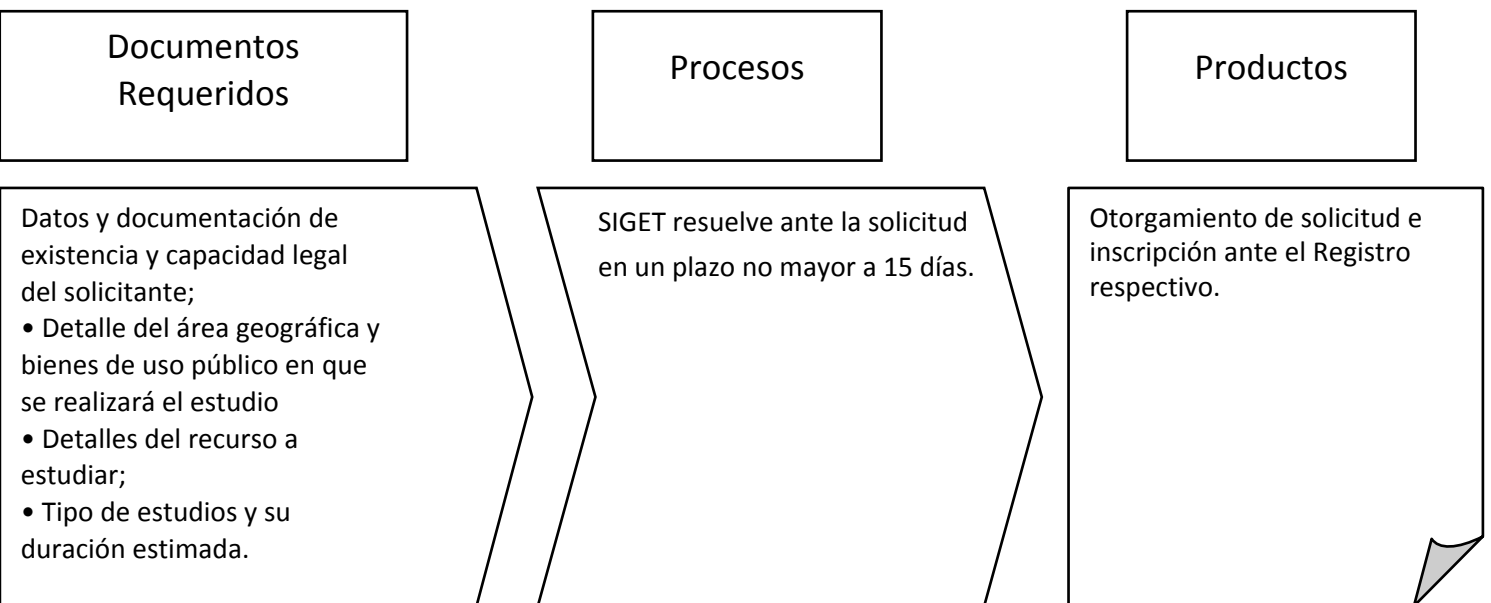 Documentos
Requeridos
Procesos
Productos
Datos y documentación de
existencia y capacidad legal
del solicitante;
• Detalle del área geográfica y
bienes de uso público en que
se realizará el estudio
• Detalles del recurso a
estudiar;
• Tipo de estudios y su
duración estimada.
SIGET resuelve ante la solicitud
en un plazo no mayor a 15 días.
Otorgamiento de solicitud e
inscripción ante el Registro
respectivo.